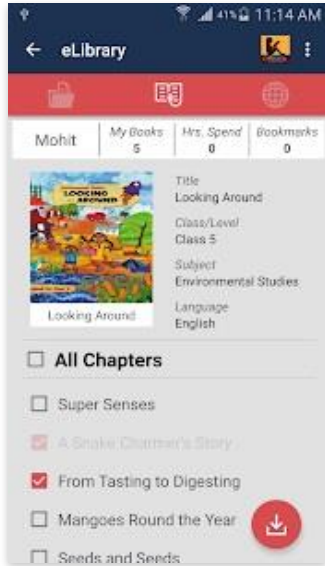 41% 11:14 AM
eLibrary
Mohit
My Books
5
Hrs. Spend
0
Bookmarks
0
LOOKING
AROUND
Looking Around
Title
Looking Around
Class/Level
Class 5
Subject
Environmental Studies
Language
English
All Chapters
Super Senses
A Snake Charmer's Story
From Tasting to Digesting
Mangoes Round the Year
Seeds and Seeds